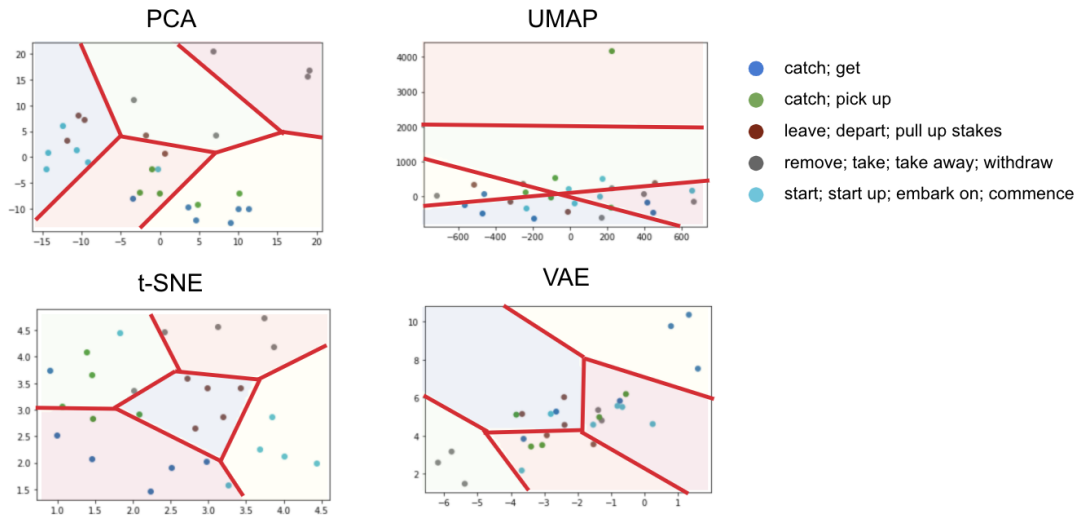 PCA
20
15
10
5
0
−5
−10
−15 −10 −5 0 5 10 15 20
UMAP
4000
3000
2000
1000
0
−600 −400 −200 0 200 400 600
catch; get
catch; pick up
leave; depart; pull up stakes
remove; take; take away; withdraw
start; start up; embark on; commence
t-SNE
4.5
4.0
3.5
3.0
2.5
2.0
1.5
1.0 1.5 2.0 2.5 3.0 3.5 4.0 4.5
VAE
10
8
6
4
2
−6 −5 −4 −3 −2 −1 0 1